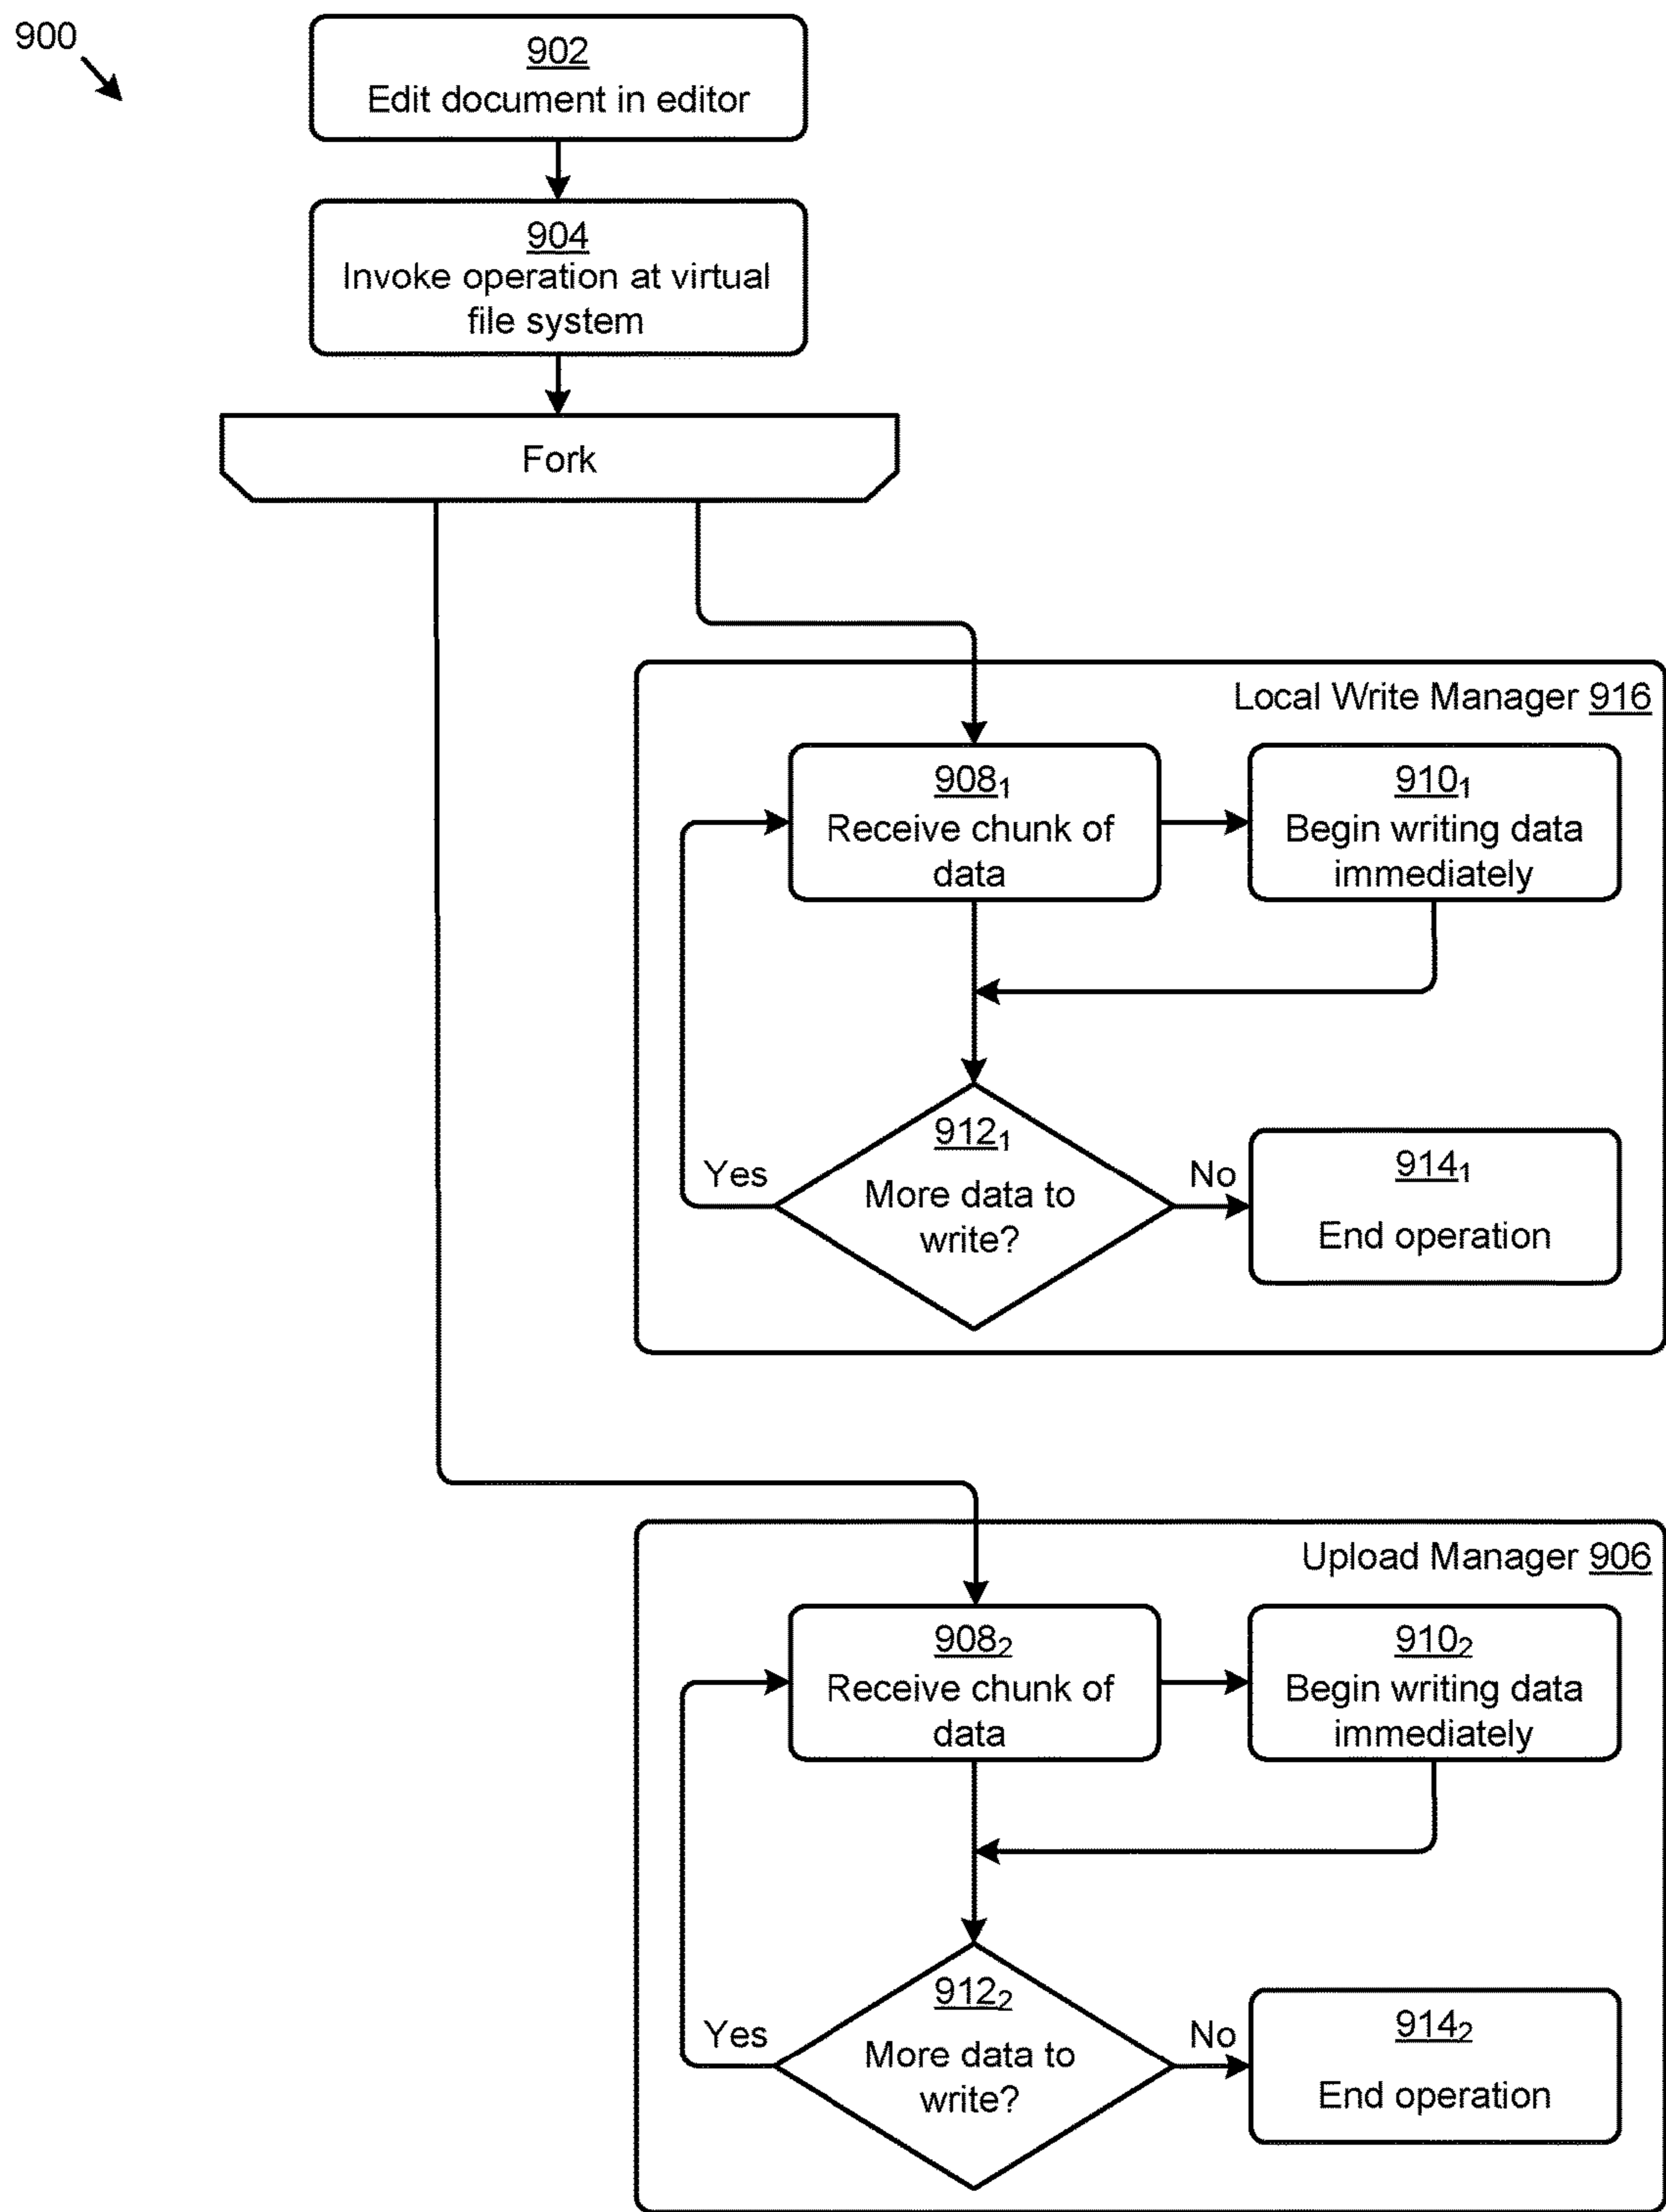 900
902
Edit document in editor
904
Invoke operation at virtual
file system
Fork
Local Write Manager 916
908₁
Receive chunk of
data
910₁
Begin writing data
immediately
912₁
More data to
write?
Yes
No
914₁
End operation
Upload Manager 906
908₂
Receive chunk of
data
910₂
Begin writing data
immediately
912₂
More data to
write?
Yes
No
914₂
End operation